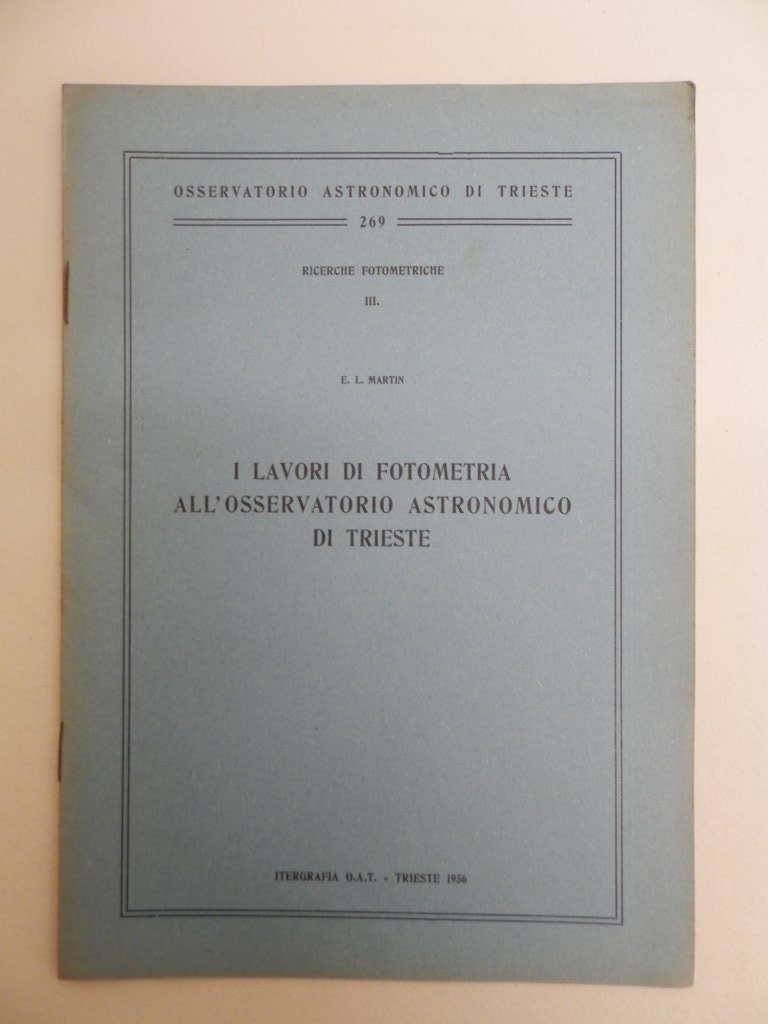 OSSERVATORIO ASTRONOMICO DI TRIESTE
269
RICERCHE FOTOMETRICHE
III.
E. L. MARTIN
I LAVORI DI FOTOMETRIA
ALL'OSSERVATORIO ASTRONOMICO
DI TRIESTE
ITERGRAFIA O.A.T. - TRIESTE 1956